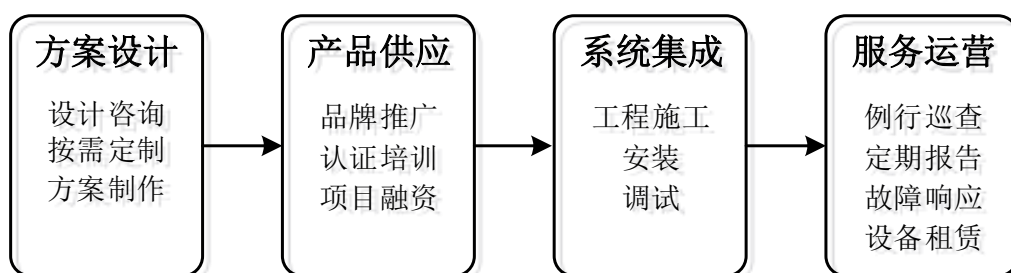 方案设计
设计咨询
按需定制
方案制作
产品供应
品牌推广
认证培训
项目融资
系统集成
工程施工
安装
调试
服务运营
例行巡查
定期报告
故障响应
设备租赁